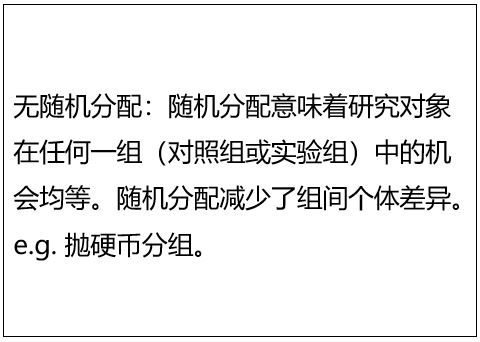 无随机分配：随机分配意味着研究对象
在任何一组（对照组或实验组）中的机
会均等。随机分配减少了组间个体差异。
e.g. 抛硬币分组。